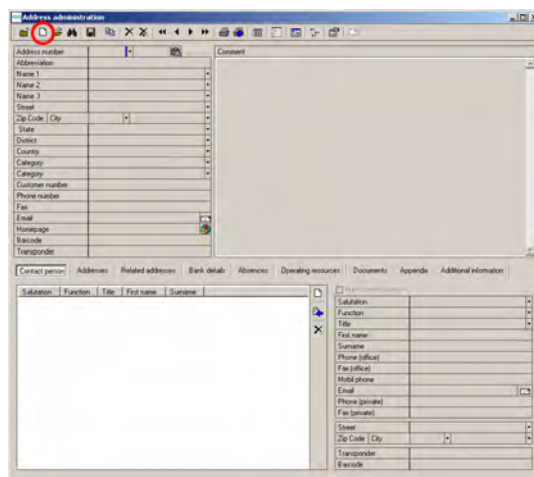 Address administration
Address number
Comment
Abbreviation
Name 1
Name 2
Name 3
Street
Zip Code City
State
District
Country
Category
Category
Customer number
Phone number
Fax
Email
Homepage
Barcode
Transponder
Contact person Addresses Related addresses Bank details Absences Operating resources Documents Appendix Additional information
Salutation Function Title First name Surname
Salutation
Function
Title
First name
Surname
Phone (office)
Fax (office)
Mobil phone
Email
Phone (private)
Fax (private)
Street
Zip Code City
Transponder
Barcode